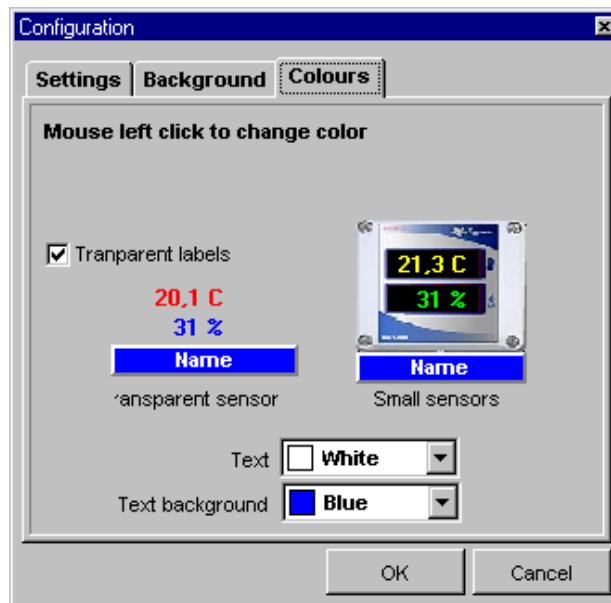 Configuration
Settings Background Colours
Mouse left click to change color
Tranparent labels
21,3 C
31 %
20,1 C
31 %
Name
Name
ransparent sensor
Small sensors
Text White
Text background Blue
OK Cancel